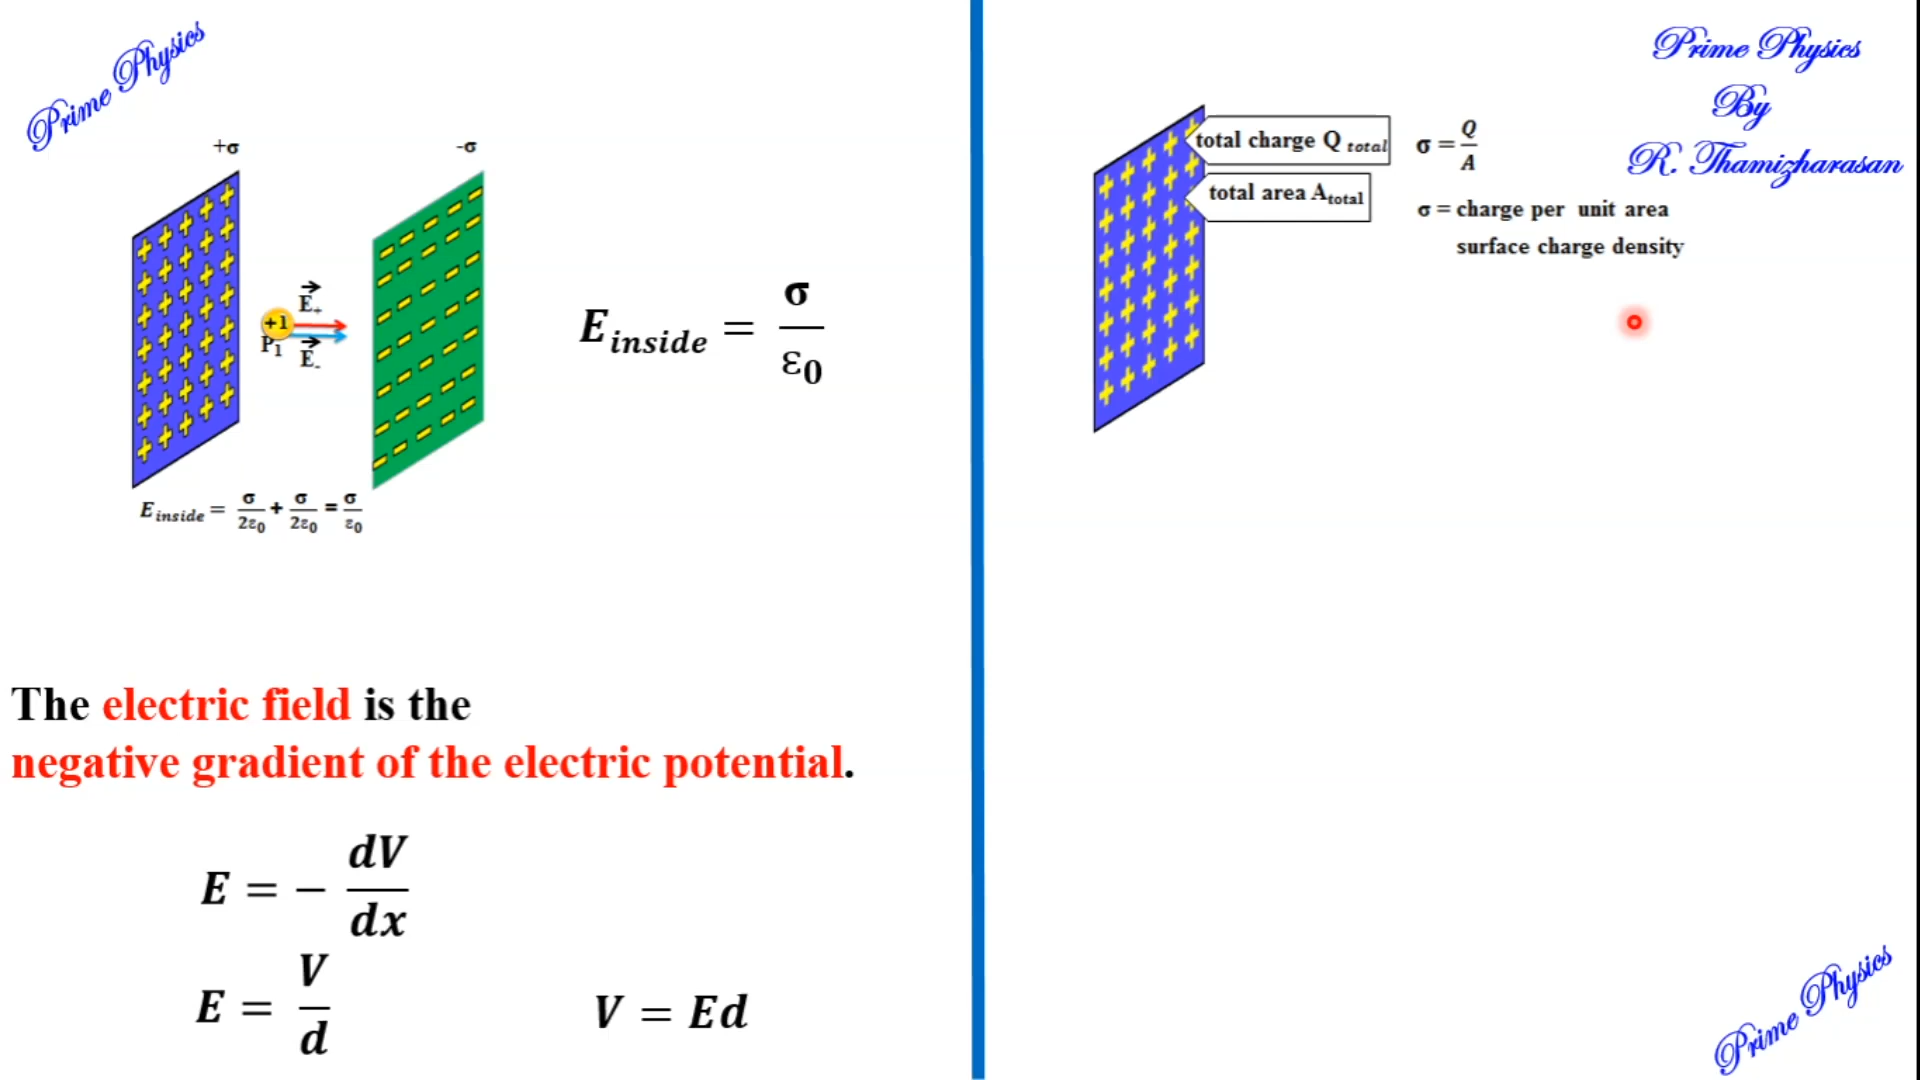 Prime Physics
+σ
-σ
E₊
+1
P₁
E₋
E inside = σ/2ε₀ + σ/2ε₀ = σ/ε₀
E inside = σ/ε₀
The electric field is the
negative gradient of the electric potential.
E = − dV/dx
E = V/d
V = Ed
Prime Physics
By
R. Thamizharasan
total charge Q total
total area A total
σ = Q/A
σ = charge per unit area
surface charge density
Prime Physics